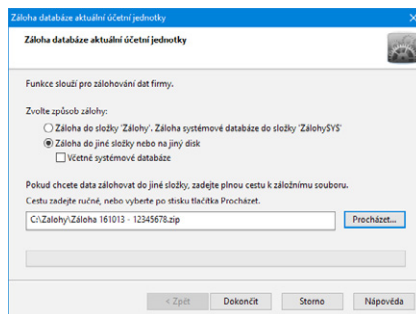 Záloha databáze aktuální účetní jednotky
Záloha databáze aktuální účetní jednotky
Funkce slouží pro zálohování dat firmy.
Zvolte způsob zálohy:
Záloha do složky 'Zálohy'. Záloha systémové databáze do složky 'Zálohy$Y$'
Záloha do jiné složky nebo na jiný disk
Včetně systémové databáze
Pokud chcete data zálohovat do jiné složky, zadejte plnou cestu k záložnímu souboru.
Cestu zadejte ručně, nebo vyberte po stisku tlačítka Procházet.
C:\Zalohy\Záloha 161013 - 12345678.zip
Procházet...
< Zpět
Dokončit
Storno
Nápověda